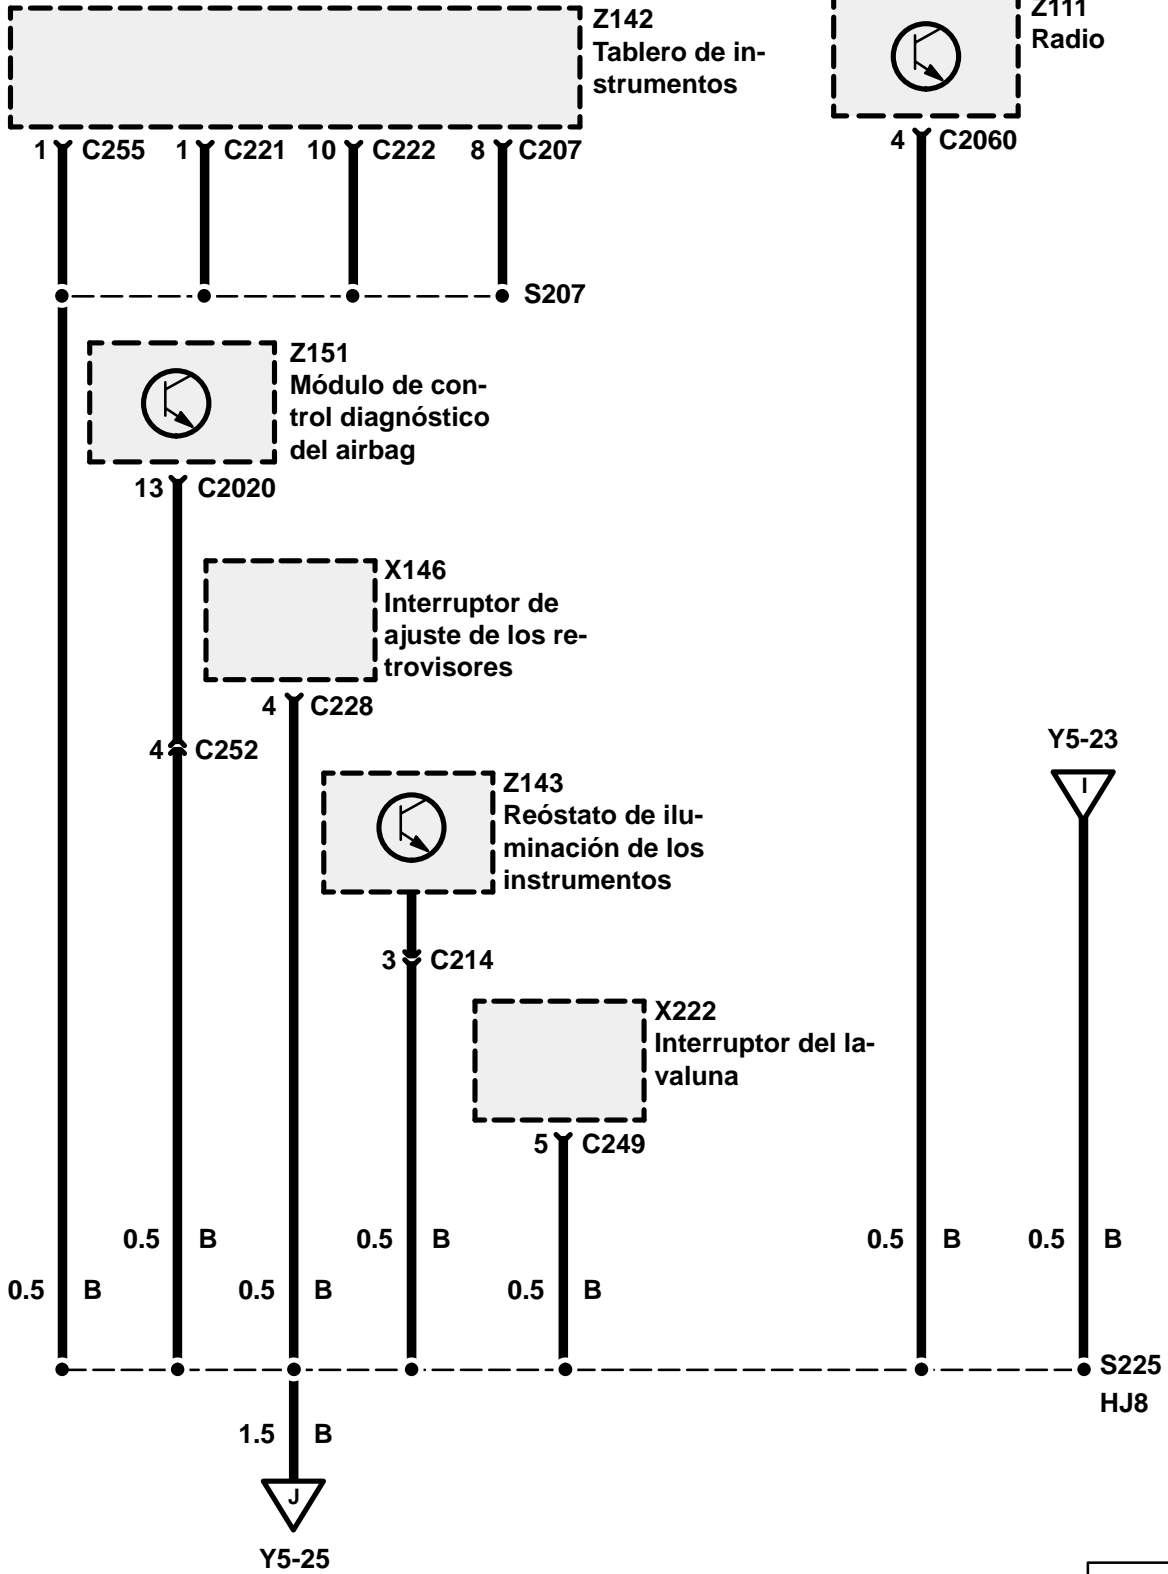 Z142
Tablero de in-
strumentos
Z111
Radio
1 C255 1 C221 10 C222 8 C207
4 C2060
S207
Z151
Módulo de con-
trol diagnóstico
del airbag
13 C2020
X146
Interruptor de
ajuste de los re-
trovisores
4 C228
4 C252
Y5-23
I
Z143
Reóstato de ilu-
minación de los
instrumentos
3 C214
X222
Interruptor del la-
valuna
5 C249
0.5 B 0.5 B 0.5 B 0.5 B
0.5 B 0.5 B 0.5 B
S225
HJ8
1.5 B
J
Y5-25